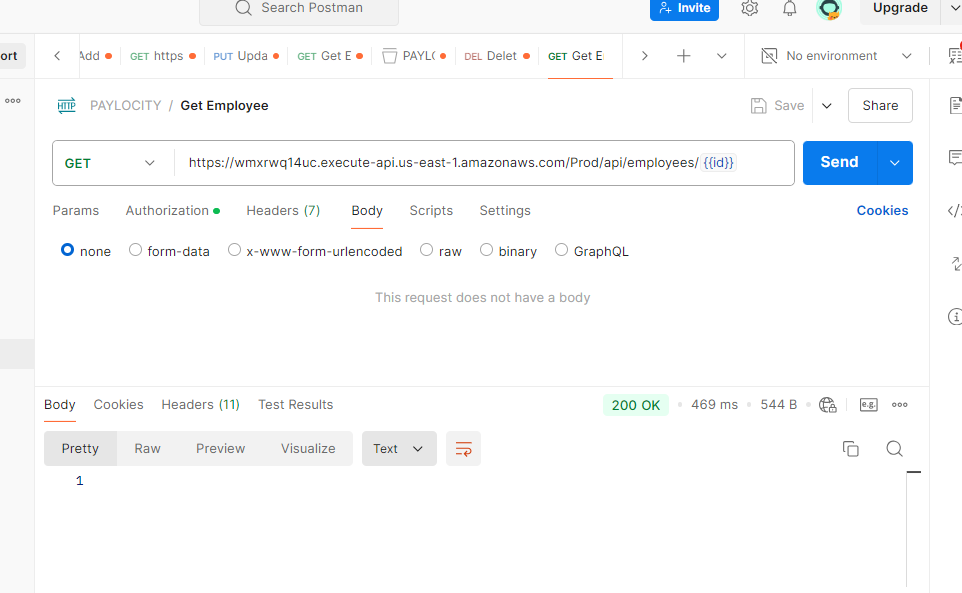 Search Postman
Invite
Upgrade
ort
Add
GET https
PUT Upda
GET Get E
PAYL(
DEL Delet
GET Get E
No environment
HTTP
PAYLOCITY / Get Employee
Save
Share
GET
https://wmxrwq14uc.execute-api.us-east-1.amazonaws.com/Prod/api/employees/ {{id}}
Send
Params Authorization Headers (7) Body Scripts Settings Cookies
none form-data x-www-form-urlencoded raw binary GraphQL
This request does not have a body
Body Cookies Headers (11) Test Results 200 OK 469 ms 544 B e.g.
Pretty Raw Preview Visualize Text
1